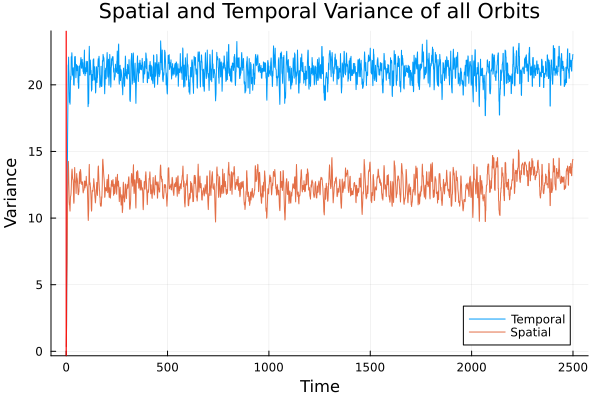 Spatial and Temporal Variance of all Orbits
20
15
10
5
0
Variance
0 500 1000 1500 2000 2500
Time
Temporal
Spatial